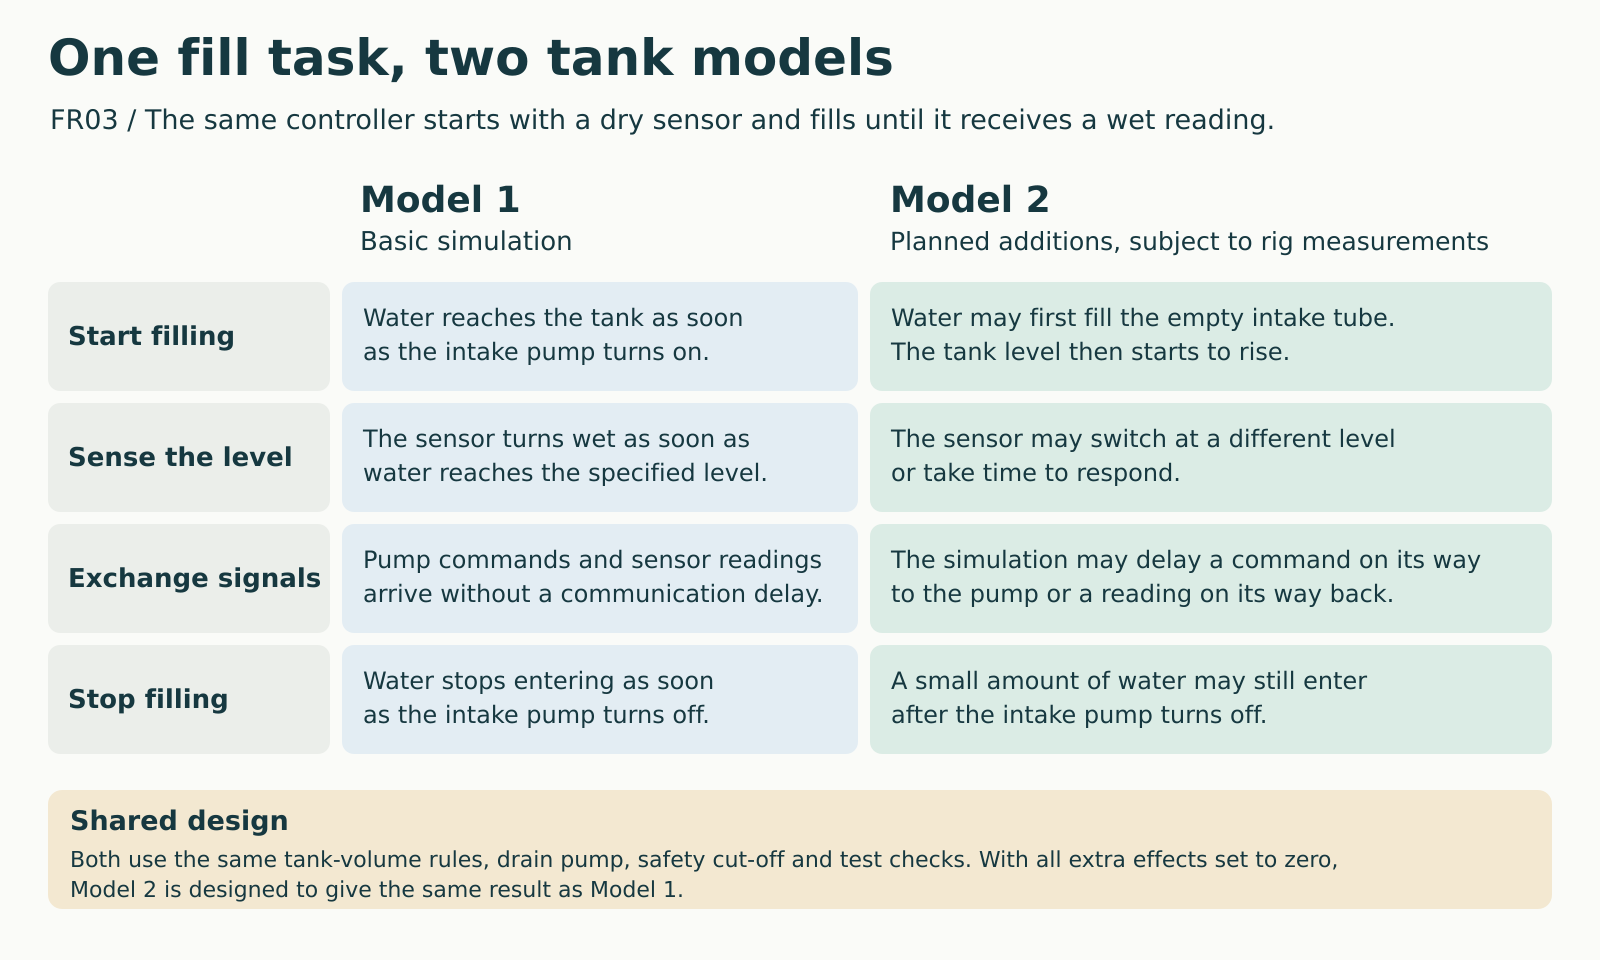 One fill task, two tank models
FR03 / The same controller starts with a dry sensor and fills until it receives a wet reading.
Model 1
Basic simulation
Model 2
Planned additions, subject to rig measurements
Start filling
Water reaches the tank as soon
as the intake pump turns on.
Water may first fill the empty intake tube.
The tank level then starts to rise.
Sense the level
The sensor turns wet as soon as
water reaches the specified level.
The sensor may switch at a different level
or take time to respond.
Exchange signals
Pump commands and sensor readings
arrive without a communication delay.
The simulation may delay a command on its way
to the pump or a reading on its way back.
Stop filling
Water stops entering as soon
as the intake pump turns off.
A small amount of water may still enter
after the intake pump turns off.
Shared design
Both use the same tank-volume rules, drain pump, safety cut-off and test checks. With all extra effects set to zero,
Model 2 is designed to give the same result as Model 1.